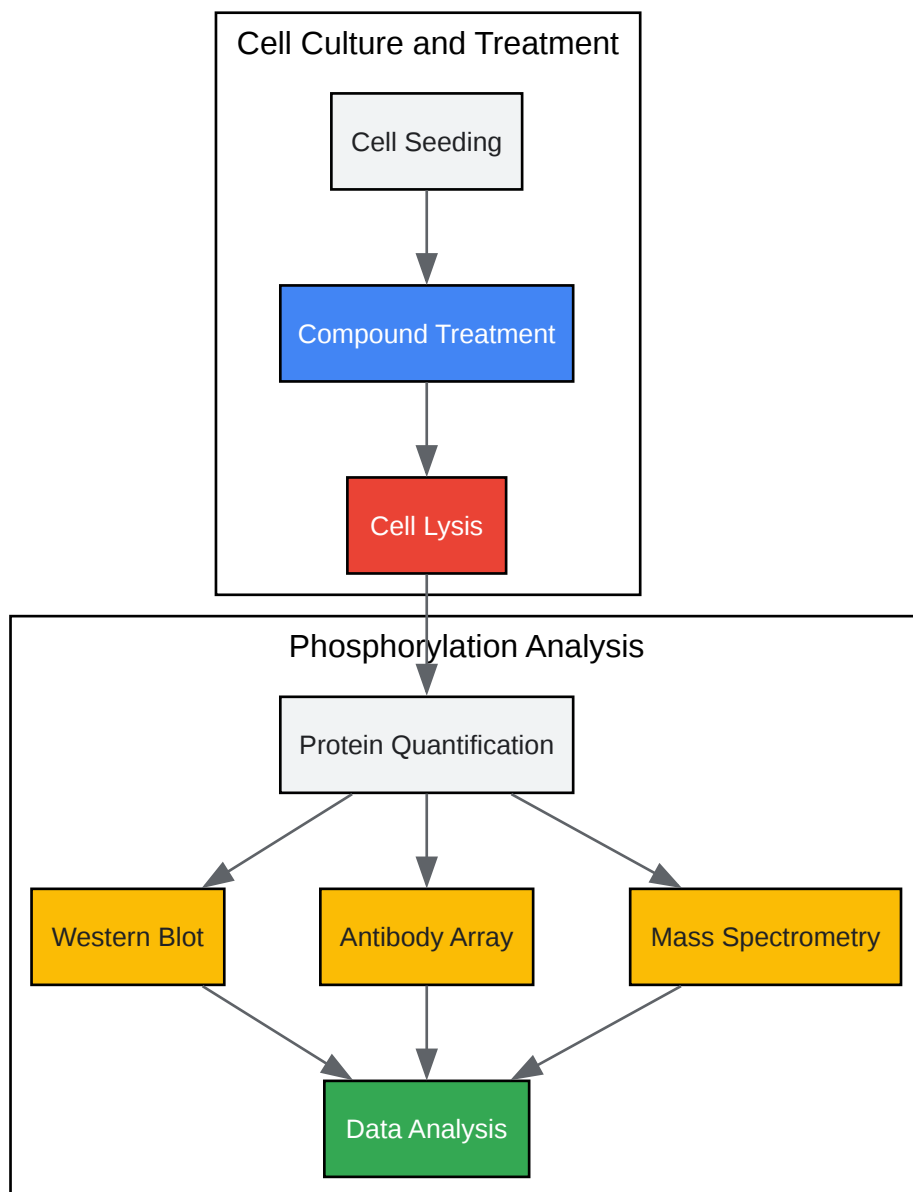 Cell Culture and Treatment
Cell Seeding
Compound Treatment
Cell Lysis
Phosphorylation Analysis
Protein Quantification
Western Blot
Antibody Array
Mass Spectrometry
Data Analysis